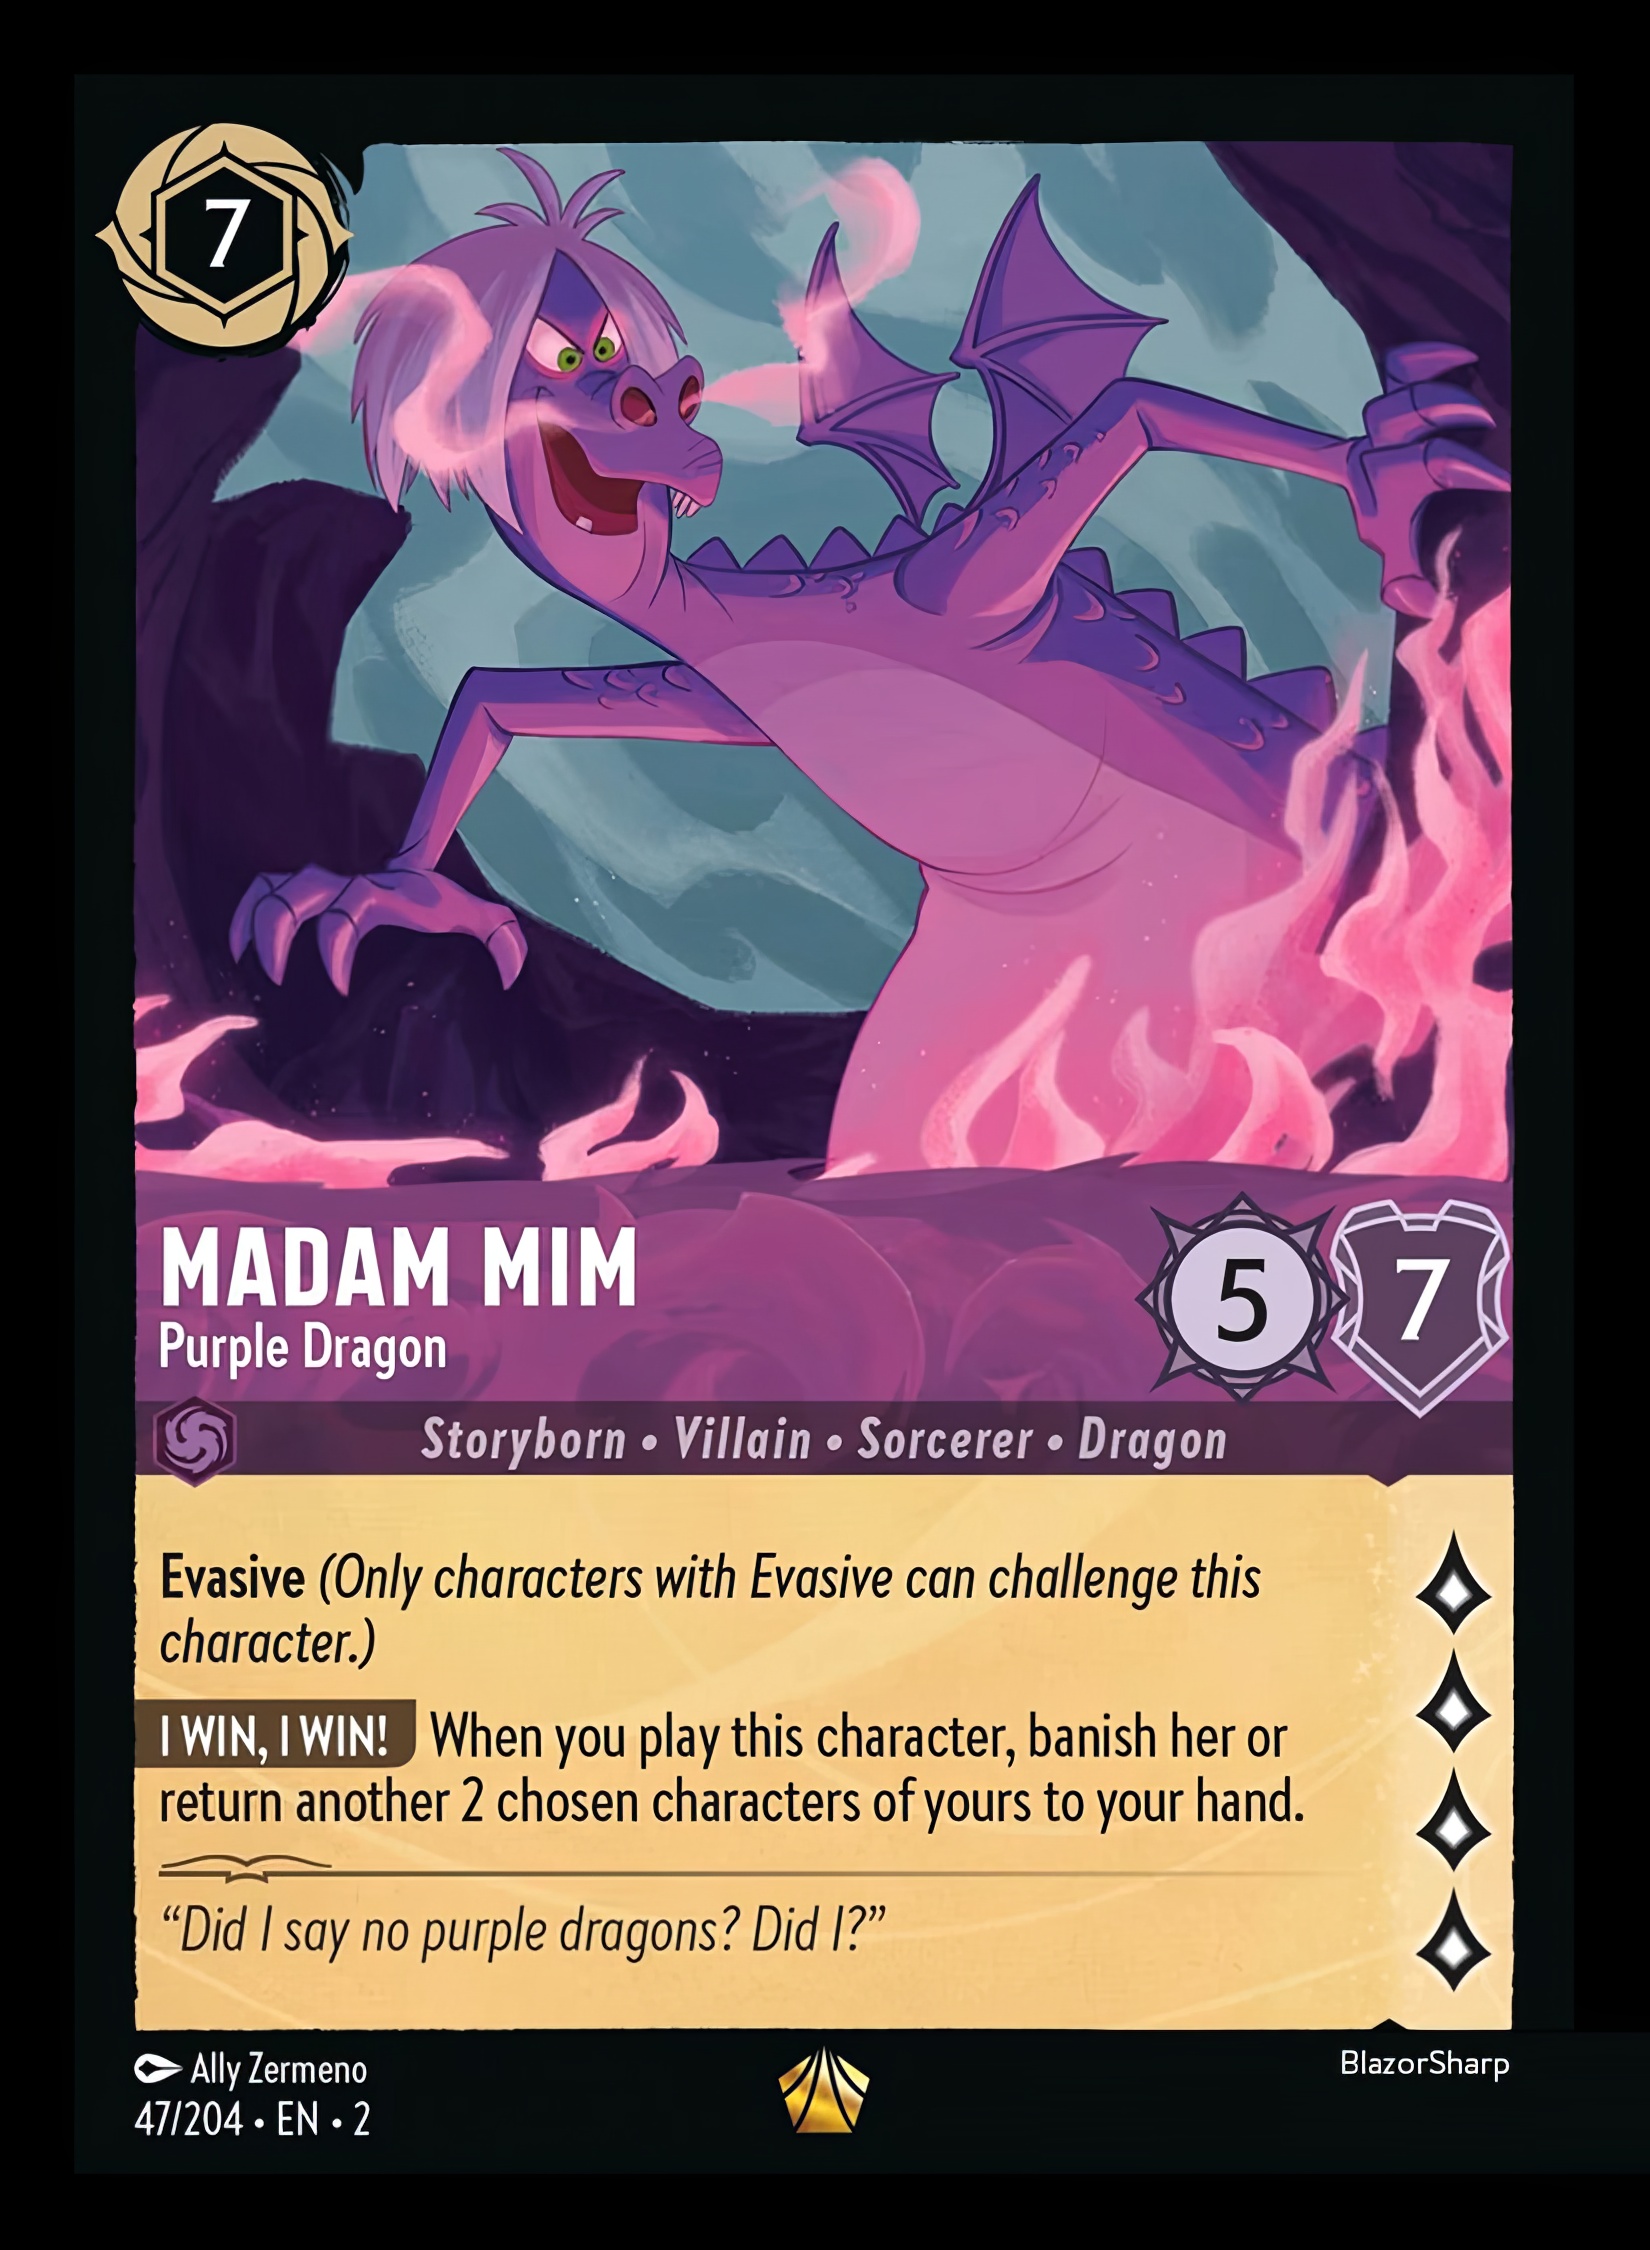 7
MADAM MIM
Purple Dragon
5 7
Storyborn • Villain • Sorcerer • Dragon
Evasive (Only characters with Evasive can challenge this
character.)
I WIN, I WIN! When you play this character, banish her or
return another 2 chosen characters of yours to your hand.
“Did I say no purple dragons? Did I?”
Ally Zermeno
BlazorSharp
47/204 • EN • 2